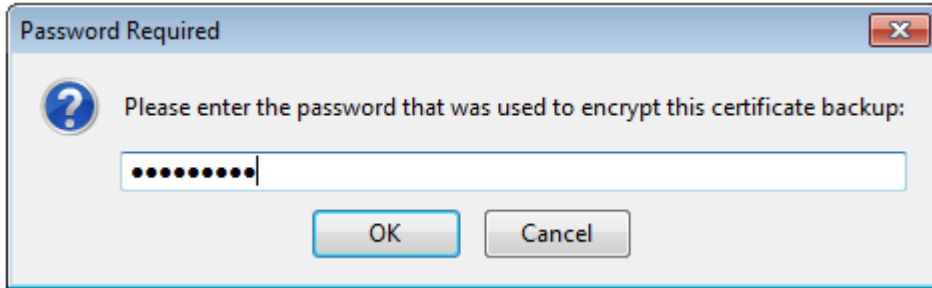 Password Required
Please enter the password that was used to encrypt this certificate backup:
•••••••••
OK
Cancel